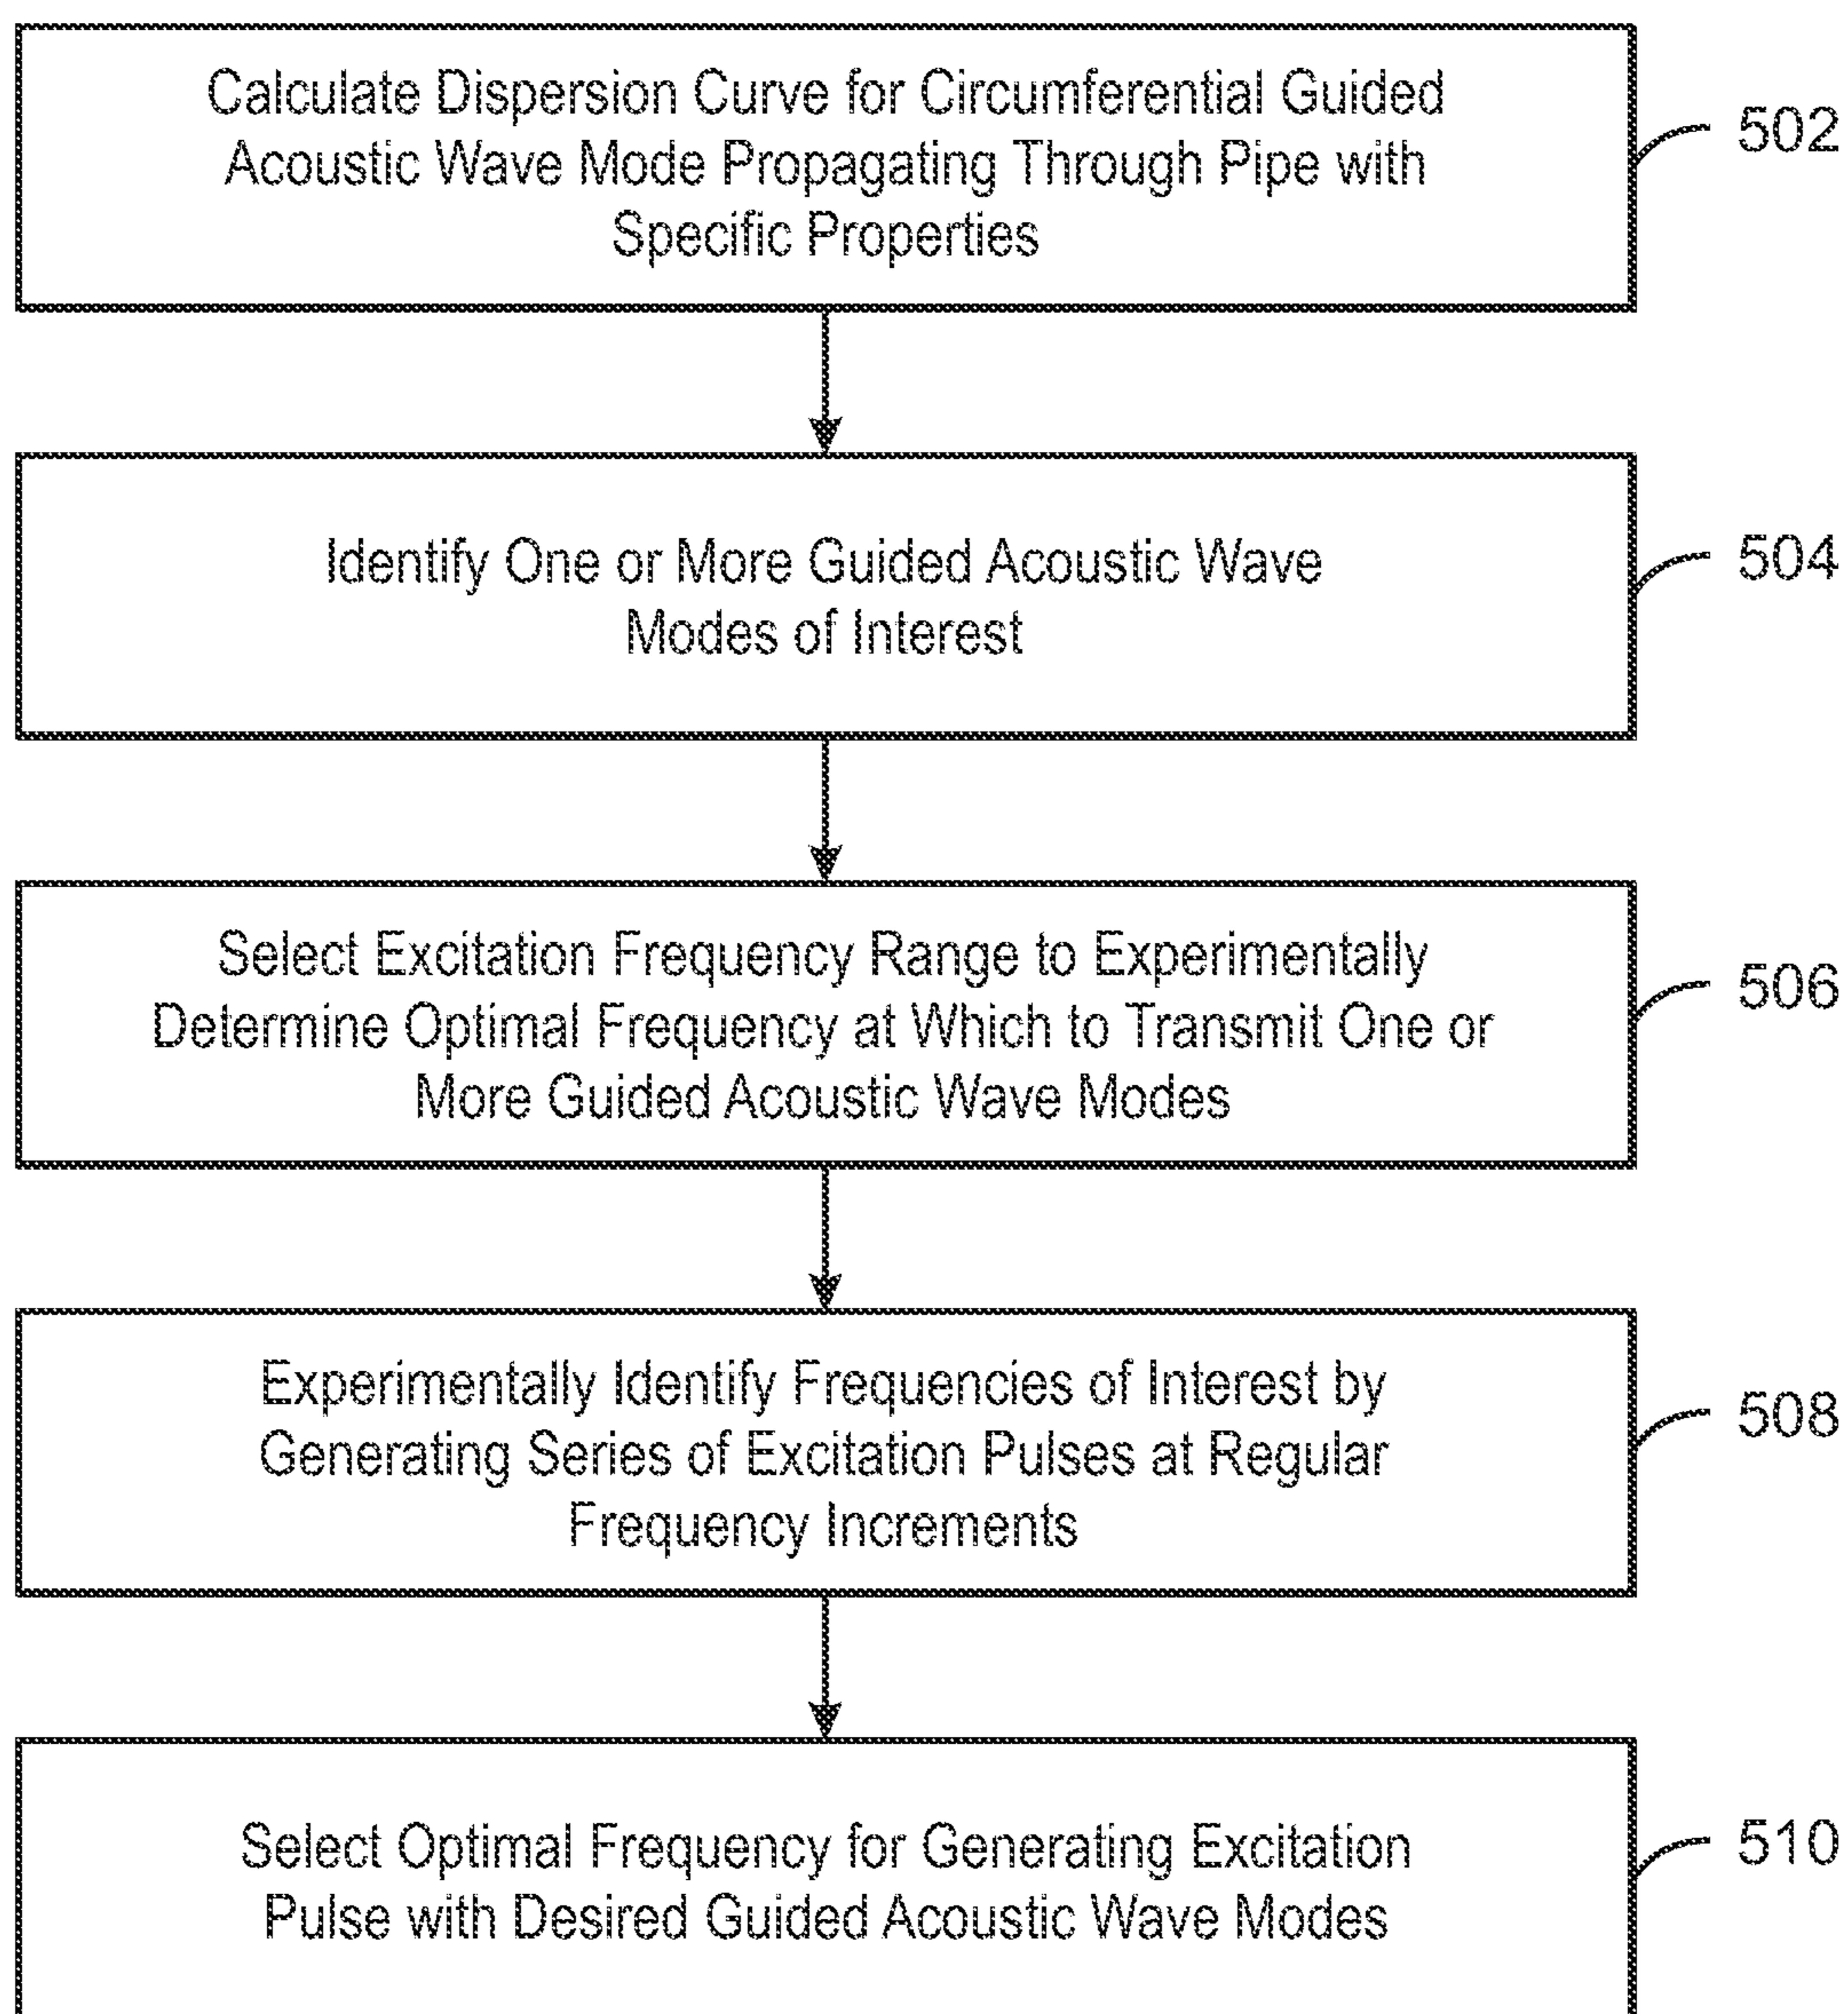 Calculate Dispersion Curve for Circumferential Guided
Acoustic Wave Mode Propagating Through Pipe with
Specific Properties
502
Identify One or More Guided Acoustic Wave
Modes of Interest
504
Select Excitation Frequency Range to Experimentally
Determine Optimal Frequency at Which to Transmit One or
More Guided Acoustic Wave Modes
506
Experimentally Identify Frequencies of Interest by
Generating Series of Excitation Pulses at Regular
Frequency Increments
508
Select Optimal Frequency for Generating Excitation
Pulse with Desired Guided Acoustic Wave Modes
510